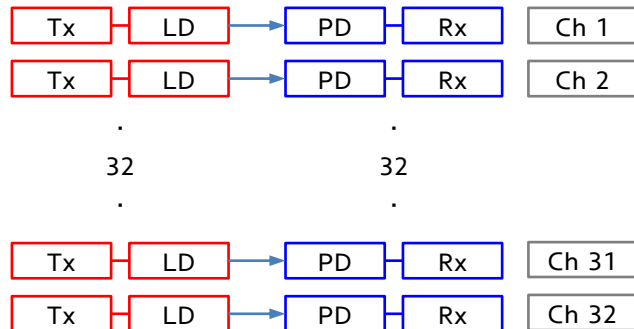 Tx LD PD Rx Ch 1
Tx LD PD Rx Ch 2
. .
32 32
. .
Tx LD PD Rx Ch 31
Tx LD PD Rx Ch 32